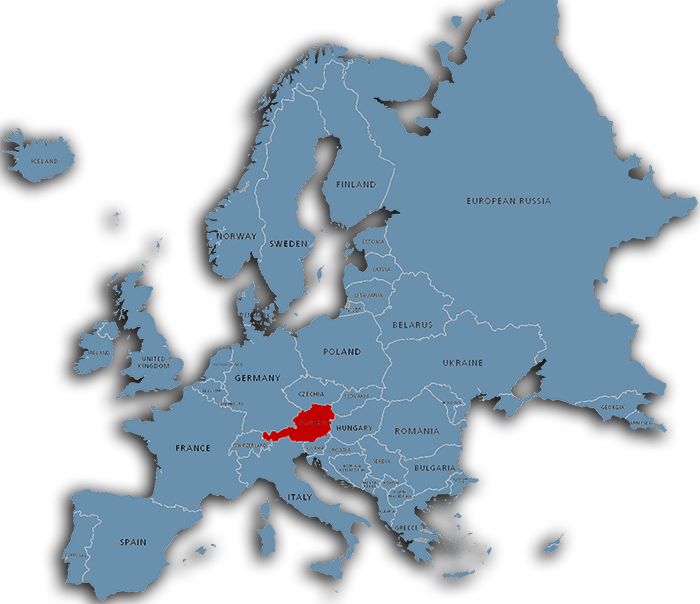 ICELAND
FINLAND
EUROPEAN RUSSIA
NORWAY
SWEDEN
ESTONIA
LATVIA
LITHUANIA
BELARUS
IRELAND
UNITED
KINGDOM
POLAND
GERMANY
UKRAINE
CZECHIA
SLOVAKIA
GEORGIA
HUNGARY
ROMANIA
FRANCE
SWITZERLAND
CROATIA
SERBIA
BULGARIA
ITALY
GREECE
SPAIN